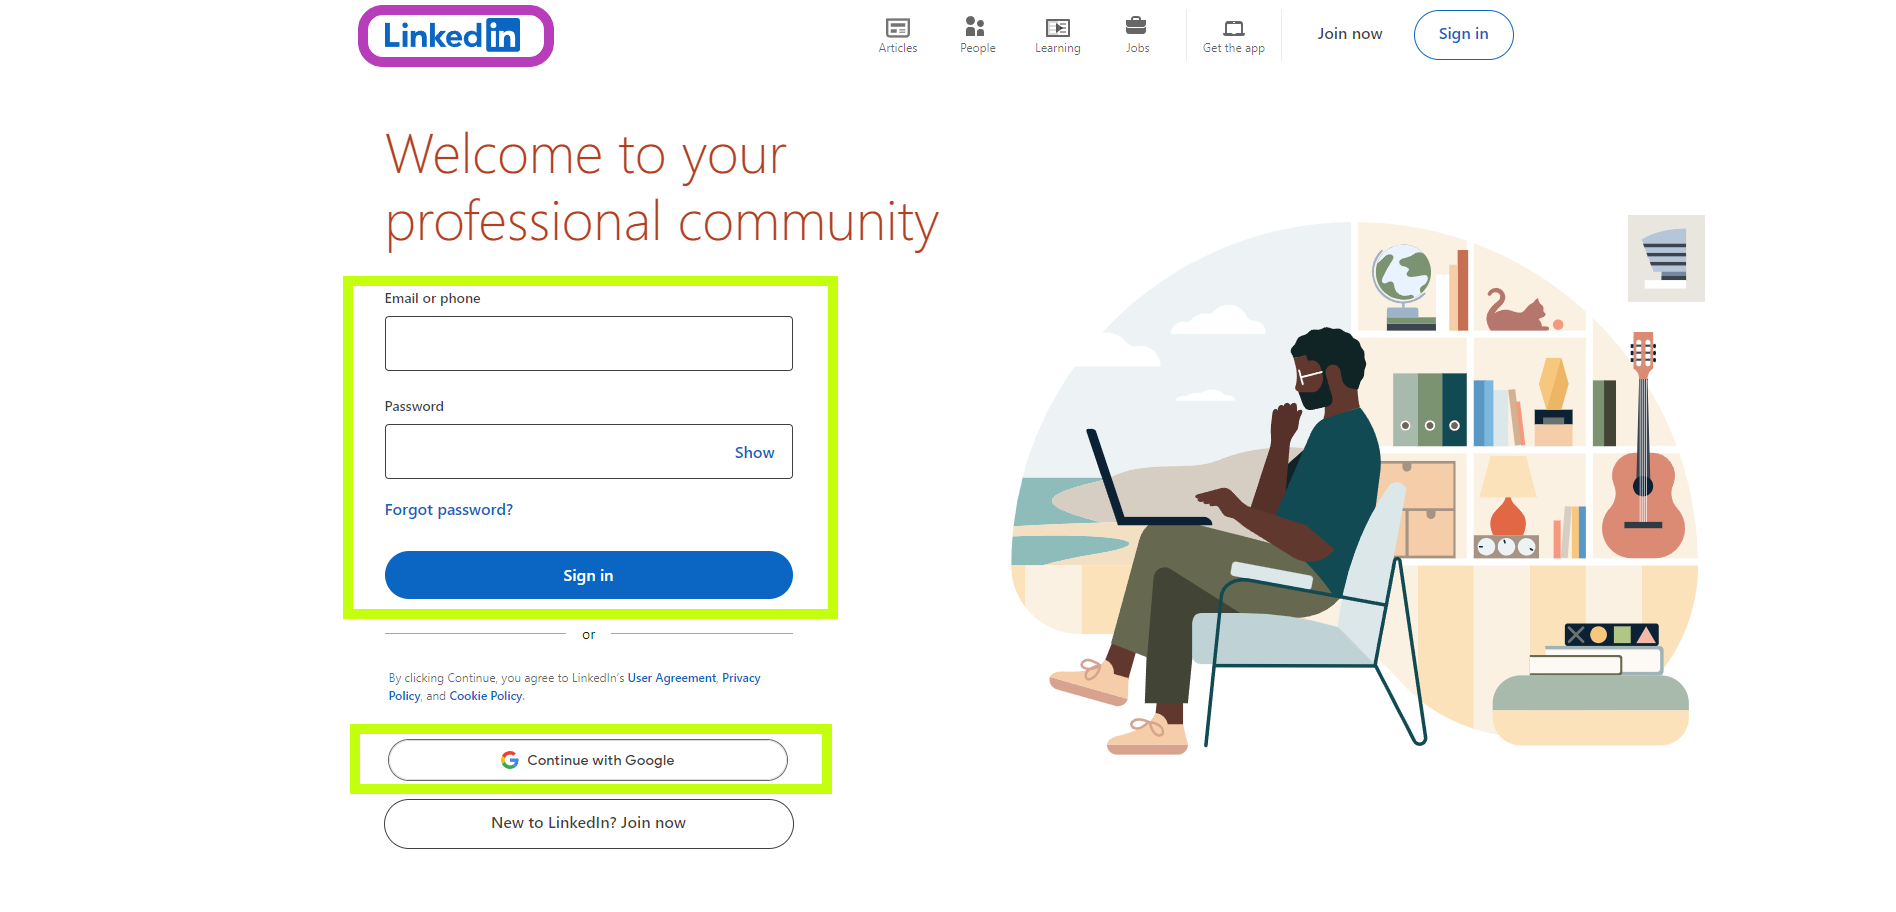 LinkedIn
Articles
People
Learning
Jobs
Get the app
Join now
Sign in
Welcome to your
professional community
Email or phone
Password
Show
Forgot password?
Sign in
or
By clicking Continue, you agree to LinkedIn's User Agreement, Privacy
Policy, and Cookie Policy.
Continue with Google
New to LinkedIn? Join now